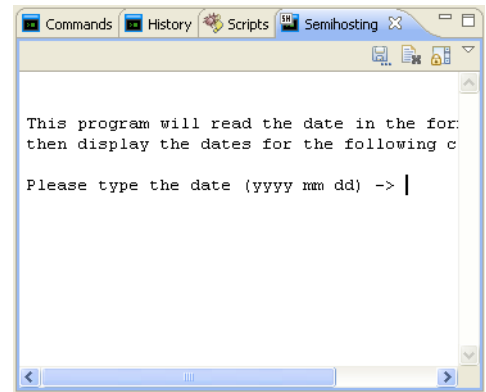 Commands History Scripts Semihosting
This program will read the date in the
then display the dates for the following
Please type the date (yyyy mm dd) ->